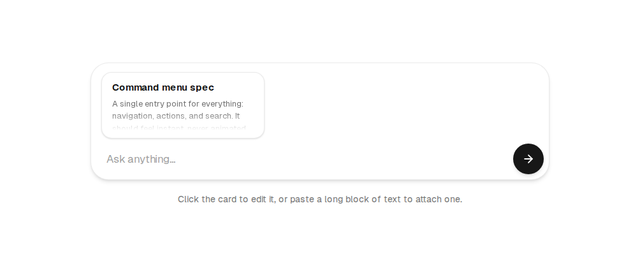 Command menu spec
A single entry point for everything:
navigation, actions, and search. It
Ask anything...
Click the card to edit it, or paste a long block of text to attach one.